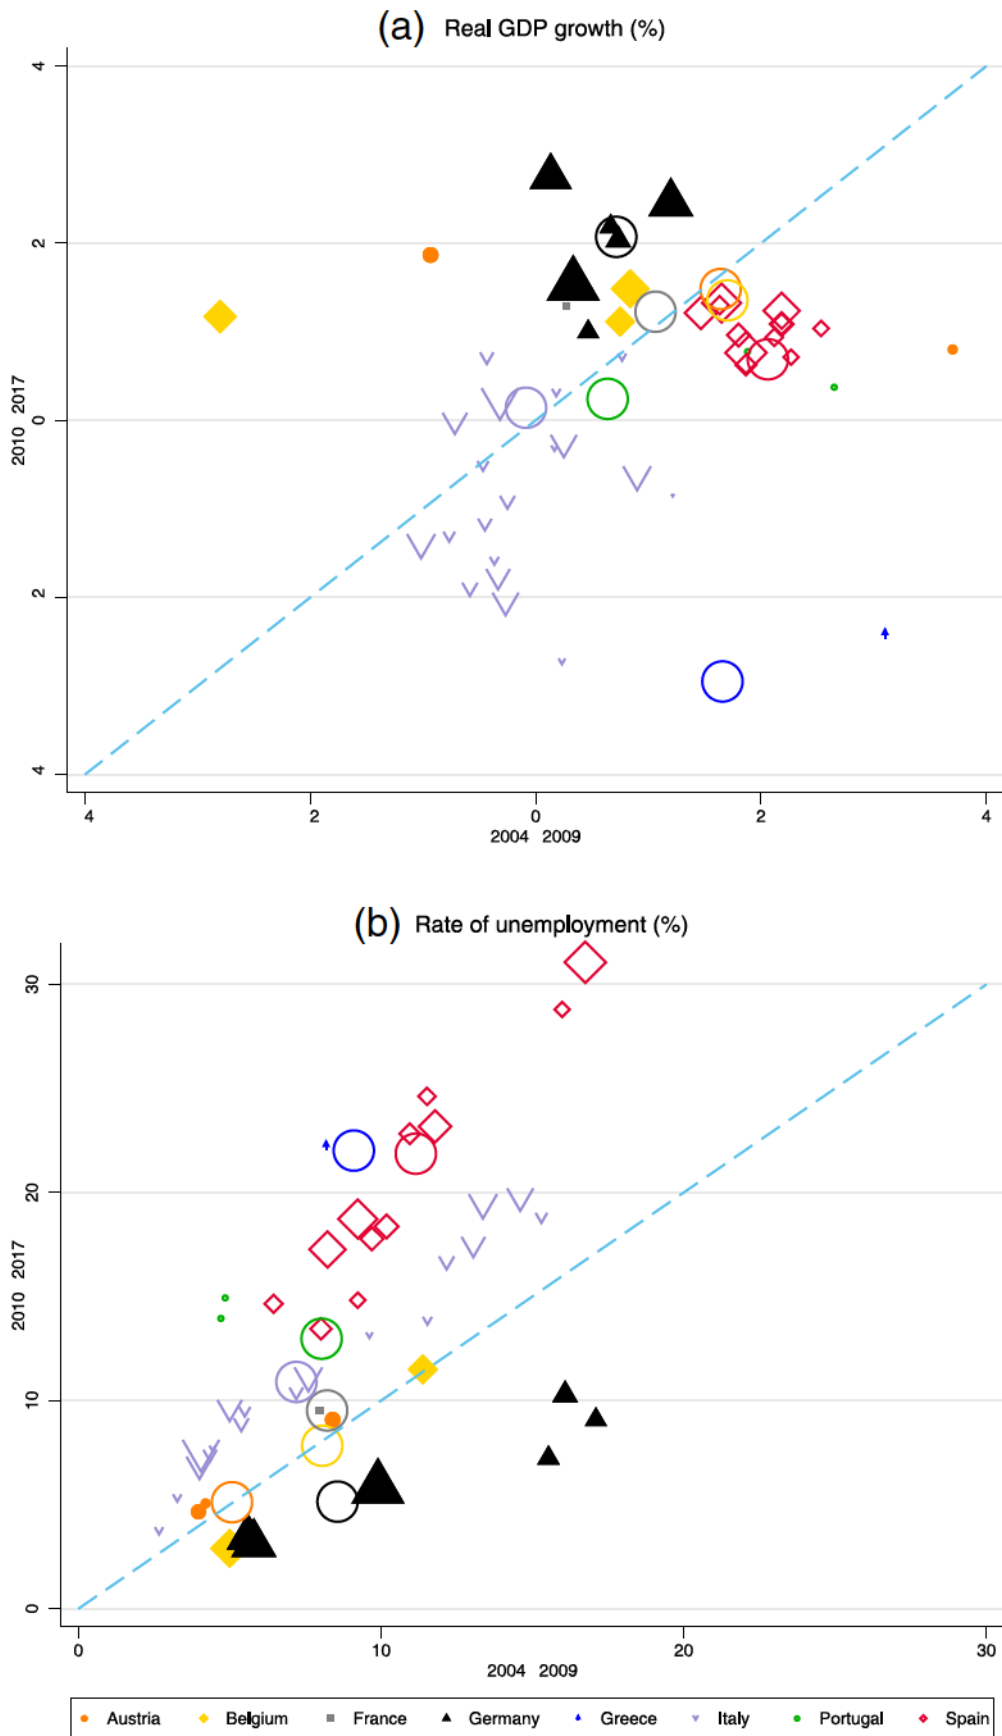 (a) Real GDP growth (%)
4
2
0
2
4
2010 2017
4 2 0 2 4
2004 2009
(b) Rate of unemployment (%)
30
20
10
0
2010 2017
0 10 20 30
2004 2009
Austria Belgium France Germany Greece Italy Portugal Spain